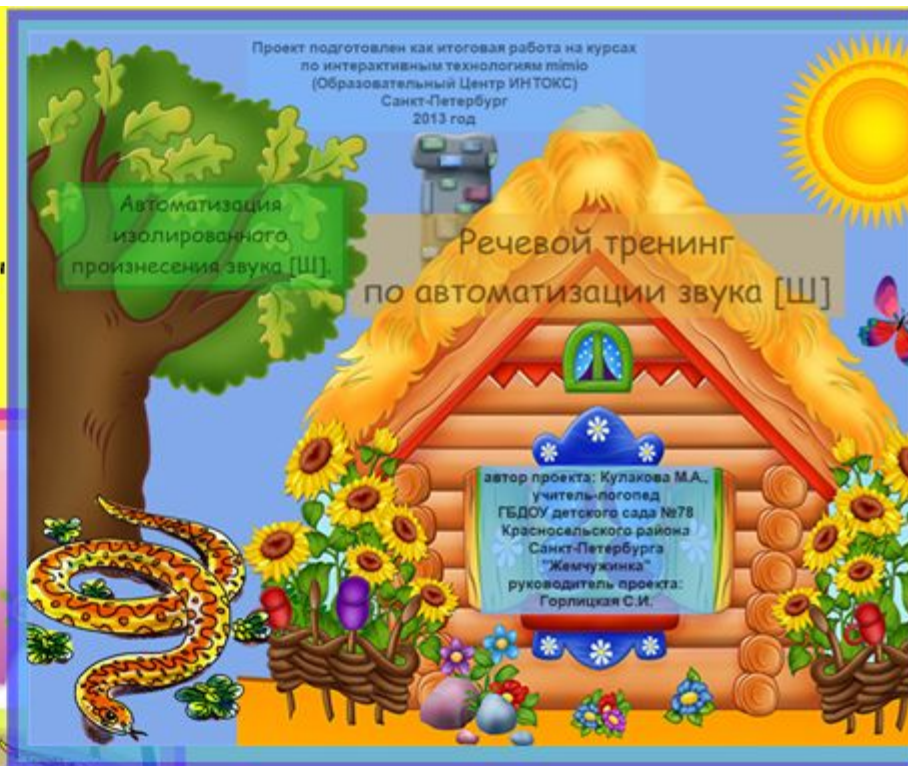 Проект подготовлен как итоговая работа на курсах
по интерактивным технологиям mimio
(Образовательный Центр ИНТОКС)
Санкт-Петербург
2013 год
Автоматизация
изолированного
произнесения звука [Ш].
Речевой тренинг
по автоматизации звука [Ш]
автор проекта: Кулакова М.А.,
учитель-логопед
ГБДОУ детского сада №78
Красносельского района
Санкт-Петербурга
"Жемчужинка"
руководитель проекта:
Горлицкая С.И.